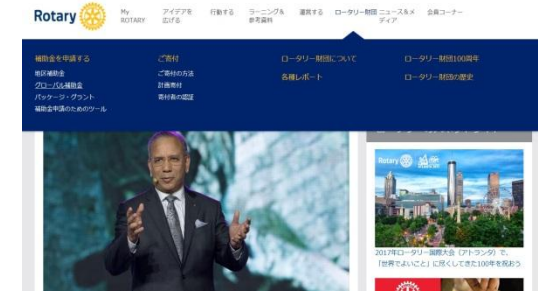 Rotary
My
ROTARY
アイデアを
広げる
行動する
ラーニング&
参考資料
運営する
ロータリー財団
ニュース&メ
ディア
会員コーナー
補助金を申請する
地区補助金
グローバル補助金
パッケージ・グラント
補助金申請のためのツール
ご寄付
ご寄付の方法
計画寄付
寄付者の認証
ロータリー財団について
各種レポート
ロータリー財団100周年
ロータリー財団の歴史
Rotary
2017年ロータリー国際大会（アトランタ）で、
「世界でよいこと」に尽くしてきた100年を祝おう